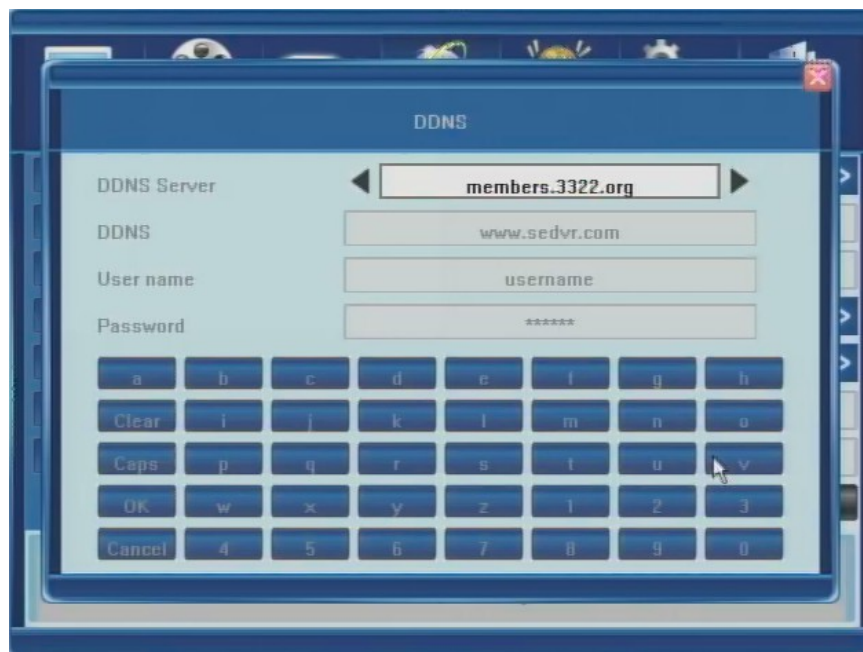 DDNS
DDNS Server members.3322.org
DDNS www.sedvr.com
User name username
Password ******
a b c d e f g h
Clear i j k l m n o
Caps p q r s t u v
OK w x y z 1 2 3
Cancel 4 5 6 7 8 9 0